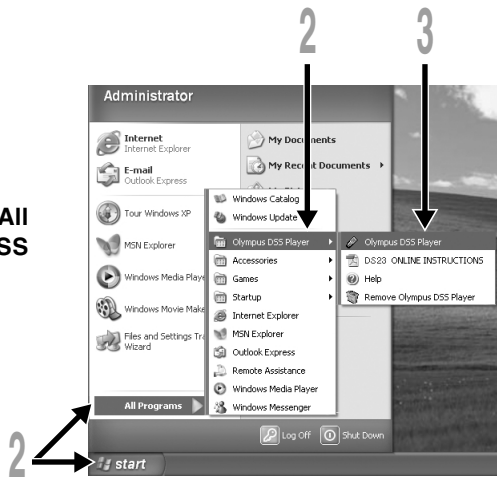 2
3
Administrator
Internet
Internet Explorer
E-mail
Outlook Express
Tour Windows XP
MSN Explorer
Windows Media Playe
Windows Movie Make
Files and Settings Tr
Wizard
All Programs
My Documents
My Recent Documents
Windows Catalog
Windows Update
Olympus DSS Player
Accessories
Games
Startup
Internet Explorer
MSN Explorer
Outlook Express
Remote Assistance
Windows Media Player
Windows Messenger
Olympus DSS Player
DS23 ONLINE INSTRUCTIONS
Help
Remove Olympus DSS Player
Log Off
Shut Down
start
All
SS
2